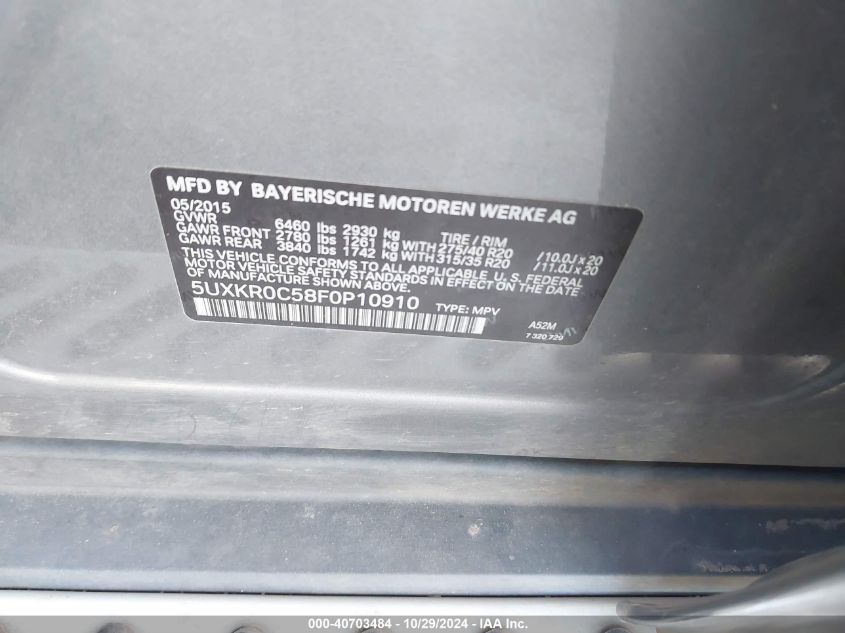 MFD BY BAYERISCHE MOTOREN WERKE AG
05/2015 TIRE / RIM
GVWR 6460 lbs 2930 kg
GAWR FRONT 2780 lbs 1261 kg WITH 275/40 R20 /10.0J x 20
GAWR REAR 3840 lbs 1742 kg WITH 315/35 R20 /11.0J x 20
THIS VEHICLE CONFORMS TO ALL APPLICABLE, U. S. FEDERAL
MOTOR VEHICLE SAFETY STANDARDS IN EFFECT ON THE DATE
OF MANUFACTURE SHOWN ABOVE.
5UXKR0C58F0P10910 TYPE: MPV
A52M
7 320 720
000-40703484 - 10/29/2024 - IAA Inc.